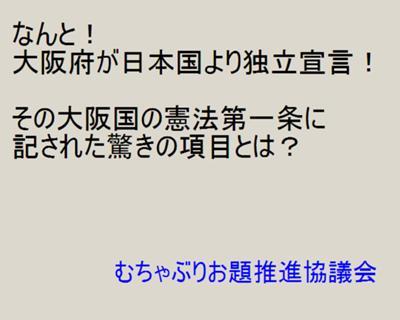 なんと！
大阪府が日本国より独立宣言！
その大阪国の憲法第一条に
記された驚きの項目とは？
むちゃぶりお題推進協議会